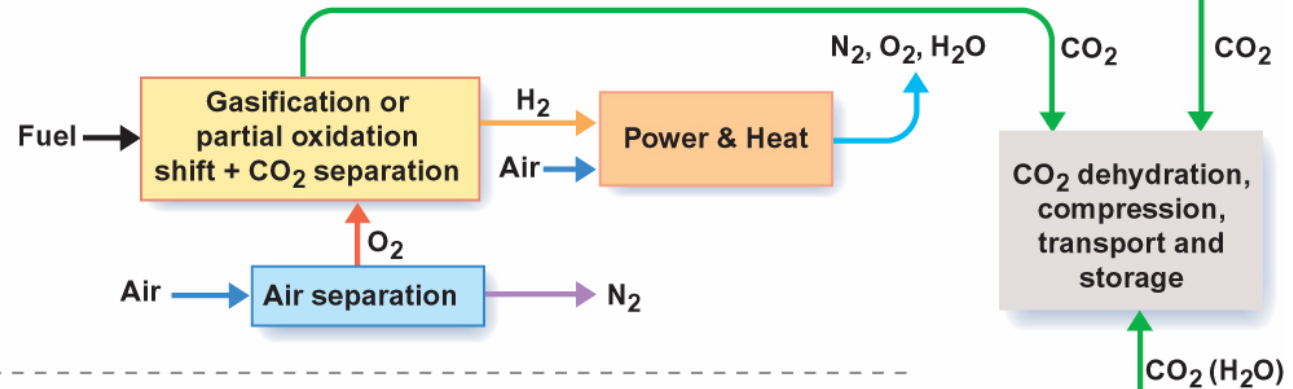 N2, O2, H2O
CO2
CO2
Gasification or
partial oxidation
shift + CO2 separation
Fuel
H2
Air
Power & Heat
CO2 dehydration,
compression,
transport and
storage
O2
Air
Air separation
N2
CO2 (H2O)